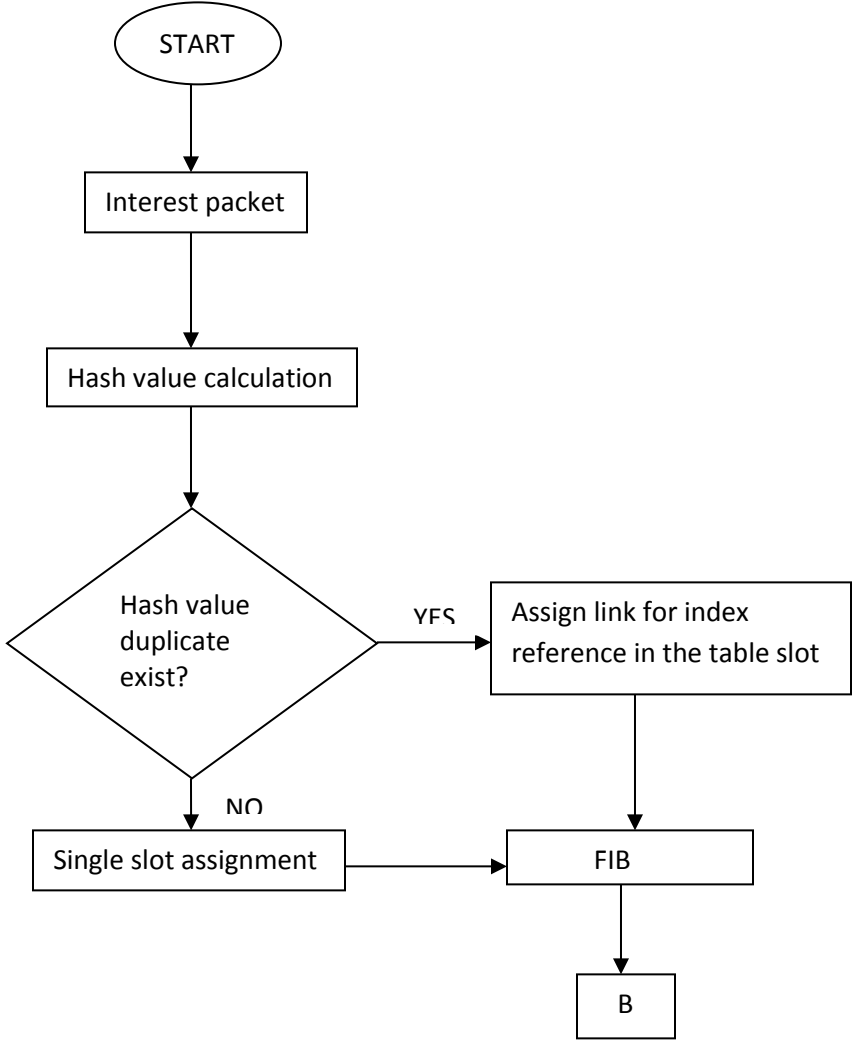 START
Interest packet
Hash value calculation
Hash value
duplicate
exist?
YES
Assign link for index
reference in the table slot
NO
Single slot assignment
FIB
B